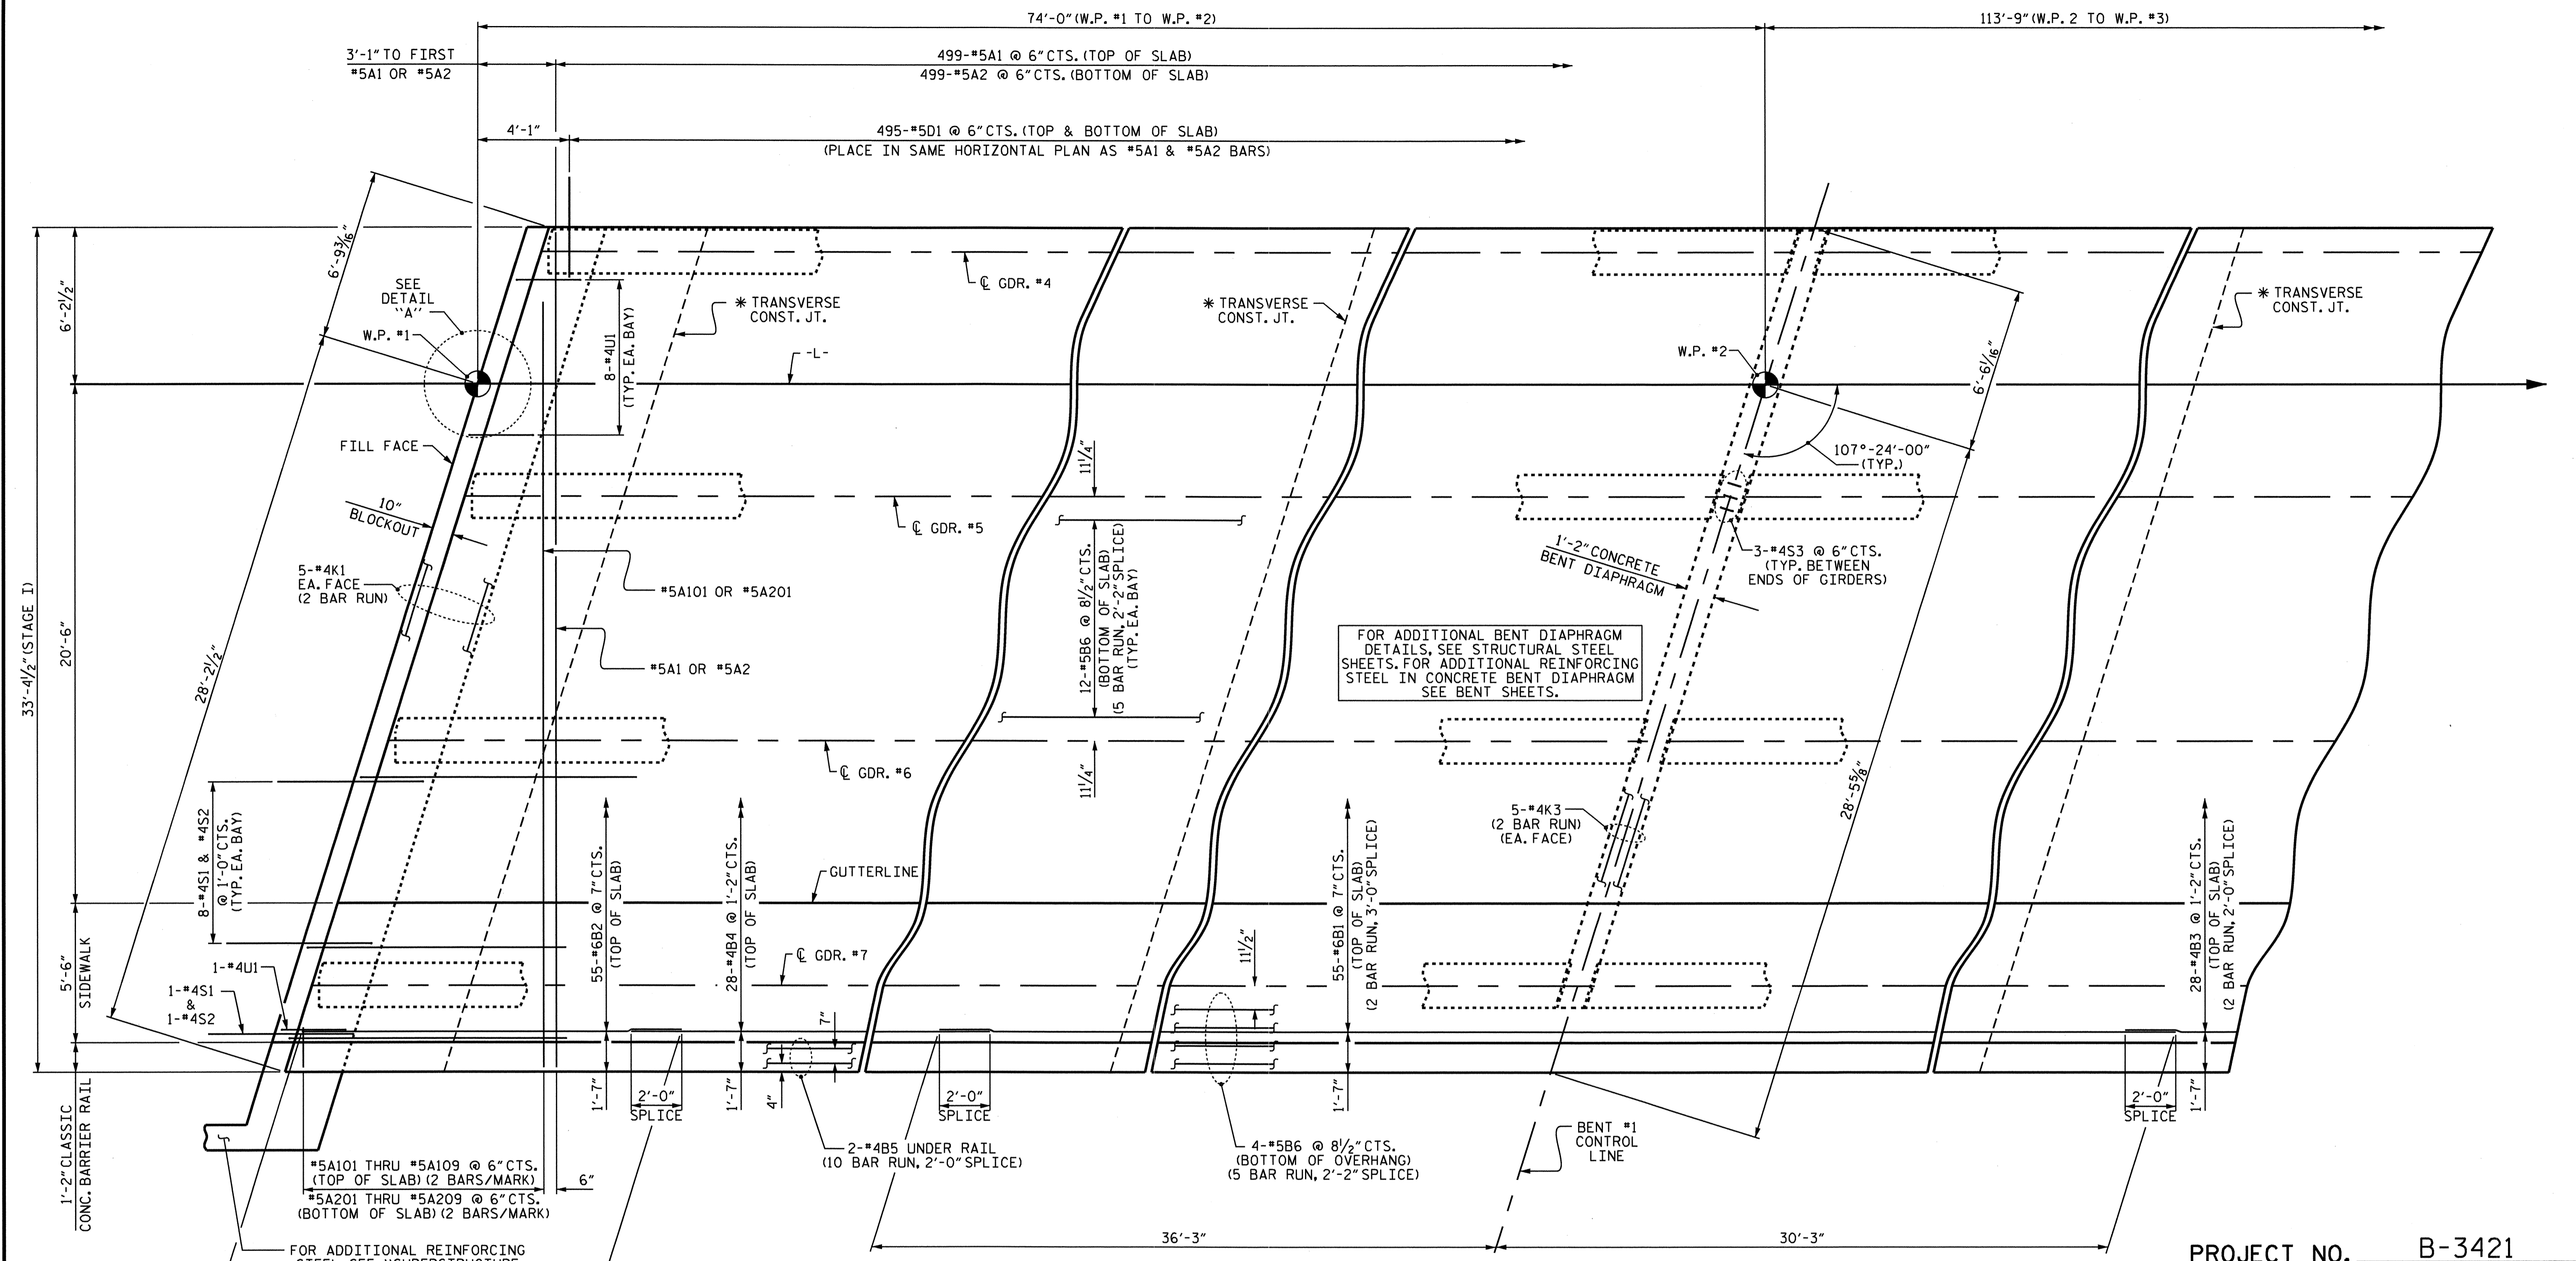 74'-0" (W.P. #1 TO W.P. #2)
113'-9" (W.P. 2 TO W.P. #3)
3'-1" TO FIRST
#5A1 OR #5A2
499-#5A1 @ 6" CTS. (TOP OF SLAB)
499-#5A2 @ 6" CTS. (BOTTOM OF SLAB)
4'-1"
495-#5D1 @ 6" CTS. (TOP & BOTTOM OF SLAB)
(PLACE IN SAME HORIZONTAL PLAN AS #5A1 & #5A2 BARS)
6'-9 3/16"
6'-2 1/2"
SEE
DETAIL
"A"
W.P. #1
8-#4U1
(TYP. EA. BAY)
✱ TRANSVERSE
CONST. JT.
℄ GDR. #4
-L-
✱ TRANSVERSE
CONST. JT.
W.P. #2
6'-6 1/16"
✱ TRANSVERSE
CONST. JT.
107°-24'-00"
(TYP.)
FILL FACE
10"
BLOCKOUT
℄ GDR. #5
11 1/4"
3-#4S3 @ 6" CTS.
(TYP. BETWEEN
ENDS OF GIRDERS)
1'-2" CONCRETE
BENT DIAPHRAGM
5-#4K1
EA. FACE
(2 BAR RUN)
#5A101 OR #5A201
#5A1 OR #5A2
12-#5B6 @ 8 1/2" CTS.
(BOTTOM OF SLAB)
(5 BAR RUN, 2'-2" SPLICE)
(TYP. EA. BAY)
FOR ADDITIONAL BENT DIAPHRAGM
DETAILS, SEE STRUCTURAL STEEL
SHEETS. FOR ADDITIONAL REINFORCING
STEEL IN CONCRETE BENT DIAPHRAGM
SEE BENT SHEETS.
33'-4 1/2" (STAGE I)
20'-6"
28'-2 1/2"
℄ GDR. #6
11 1/4"
28'-5 5/8"
8-#4S1 & #4S2
@ 1'-0" CTS.
(TYP. EA. BAY)
5-#4K3
(2 BAR RUN)
(EA. FACE)
GUTTERLINE
55-#6B2 @ 7" CTS.
(TOP OF SLAB)
28-#4B4 @ 1'-2" CTS.
(TOP OF SLAB)
55-#6B1 @ 7" CTS.
(TOP OF SLAB)
(2 BAR RUN, 3'-0" SPLICE)
28-#4B3 @ 1'-2" CTS.
(TOP OF SLAB)
(2 BAR RUN, 2'-0" SPLICE)
5'-6"
SIDEWALK
℄ GDR. #7
11 1/2"
1-#4U1
1-#4S1
&
1-#4S2
7"
4"
1'-7"
1'-7"
1'-7"
1'-7"
2'-0"
SPLICE
2'-0"
SPLICE
2'-0"
SPLICE
1'-2" CLASSIC
CONC. BARRIER RAIL
2-#4B5 UNDER RAIL
(10 BAR RUN, 2'-0" SPLICE)
4-#5B6 @ 8 1/2" CTS.
(BOTTOM OF OVERHANG)
(5 BAR RUN, 2'-2" SPLICE)
BENT #1
CONTROL
LINE
#5A101 THRU #5A109 @ 6" CTS.
(TOP OF SLAB) (2 BARS/MARK)
#5A201 THRU #5A209 @ 6" CTS.
(BOTTOM OF SLAB) (2 BARS/MARK)
6"
36'-3"
30'-3"
FOR ADDITIONAL REINFORCING
PROJECT NO. B-3421